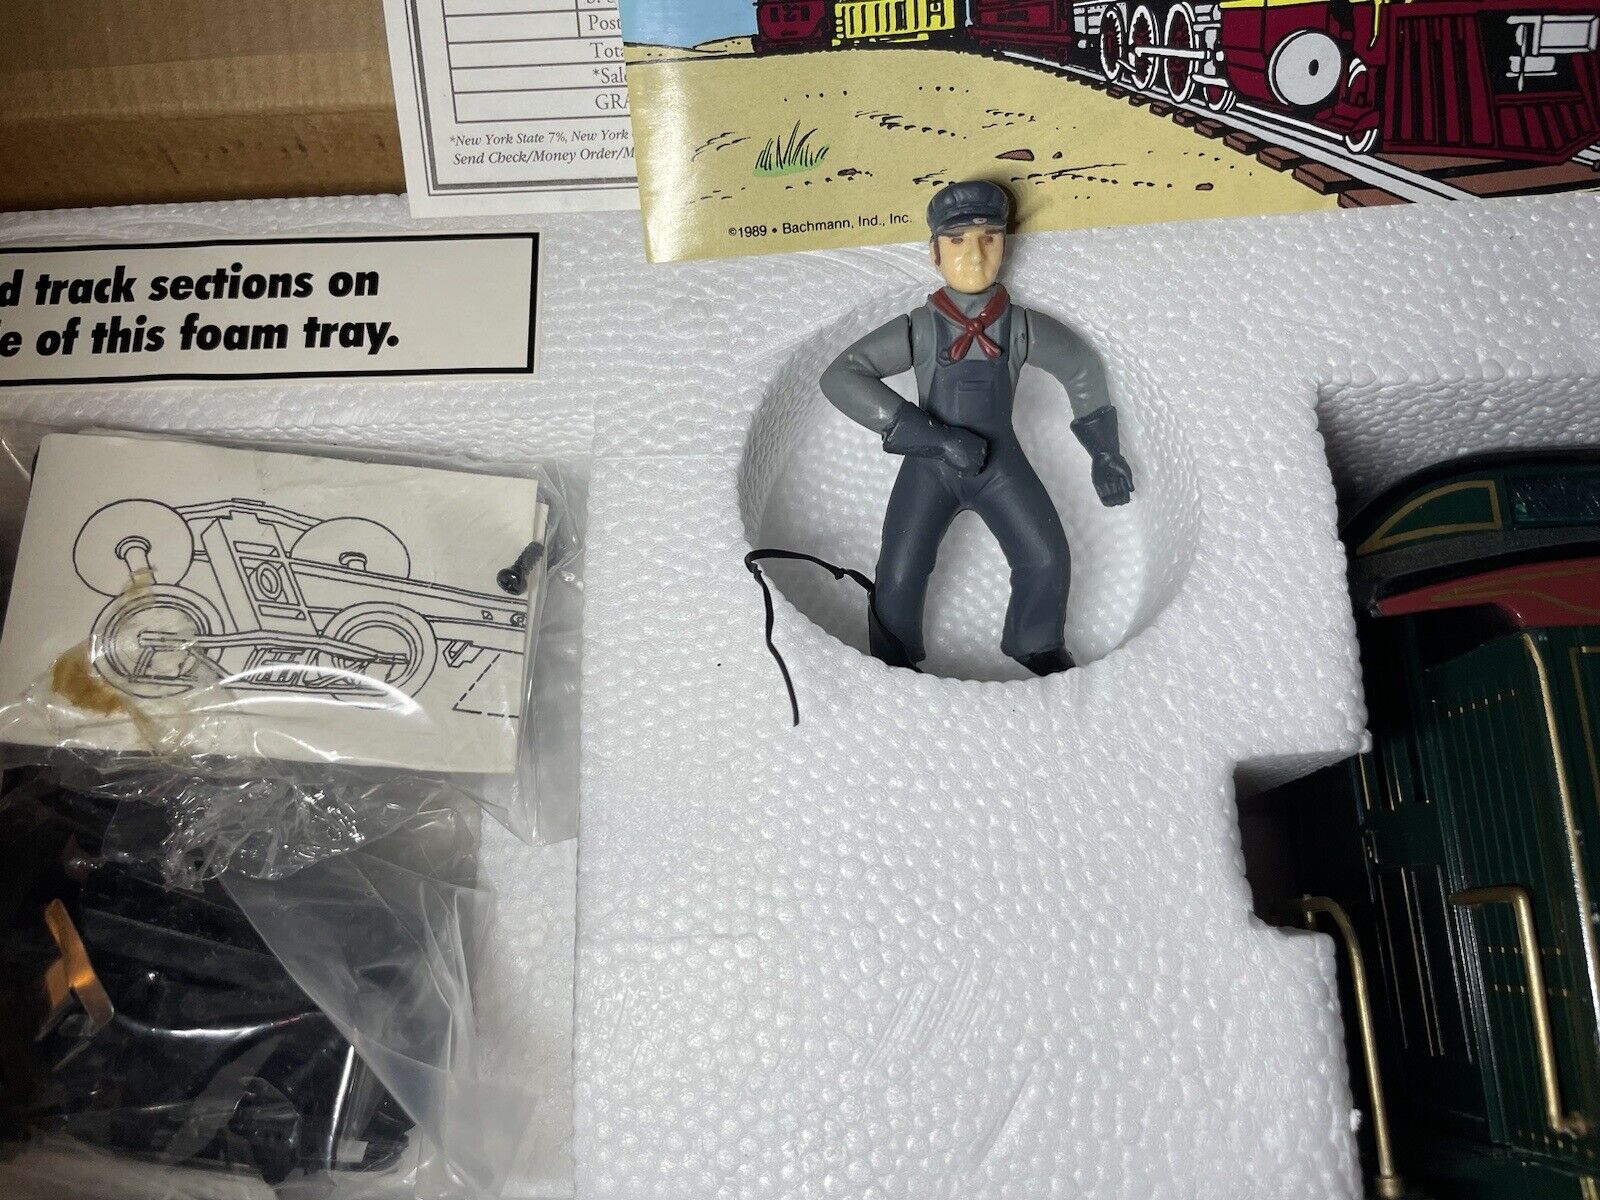 Post
Tota
*Sale
GRA
*New York State 7%, New York
Send Check/Money Order/M
©1989 • Bachmann, Ind., Inc.
d track sections on
e of this foam tray.